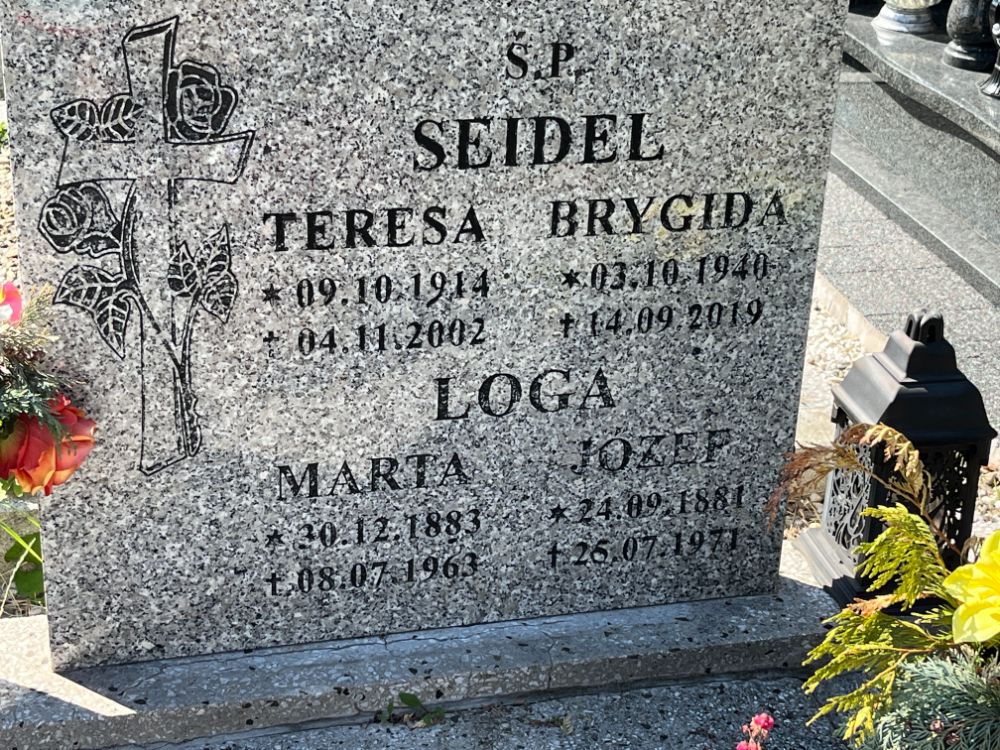 Ś.P.
SEIDEL
TERESA BRYGIDA
* 09.10.1914 * 03.10.1940
† 04.11.2002 † 14.09.2019
LOGA
MARTA JÓZEF
* 30.12.1883 * 24.09.1881
† 08.07.1963 † 26.07.1971